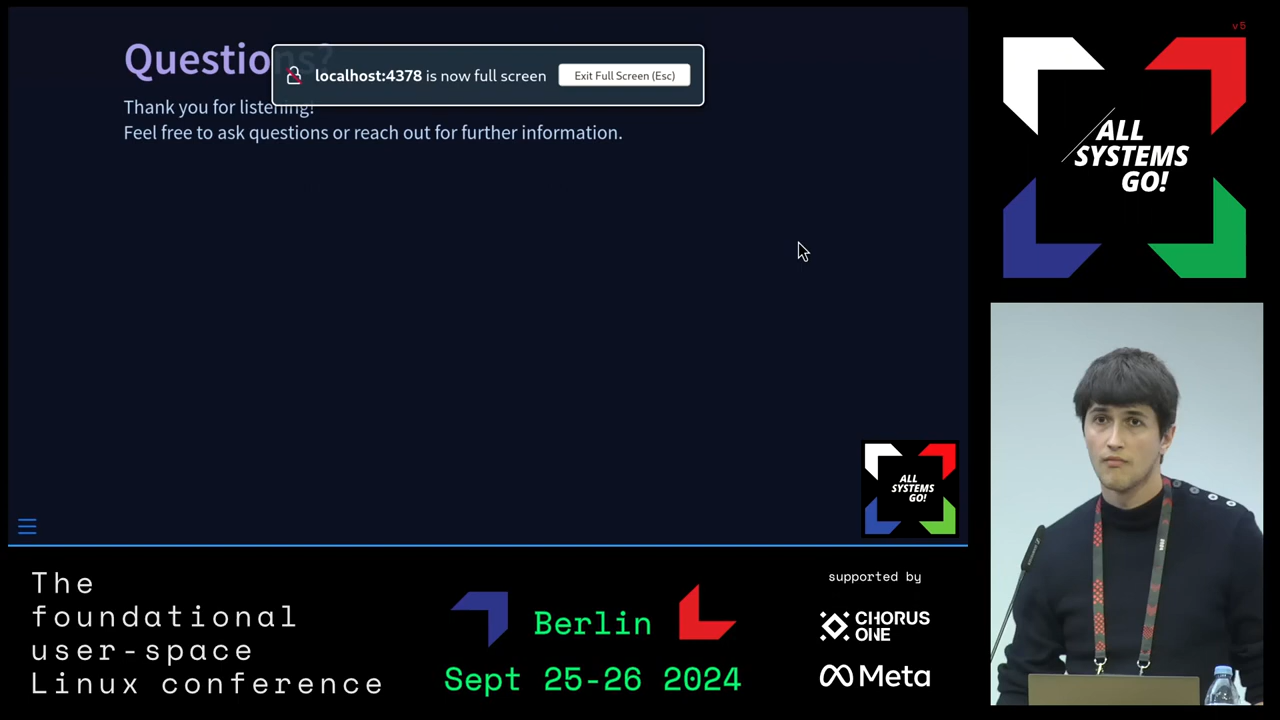 Questions?
localhost:4378 is now full screen
Exit Full Screen (Esc)
Thank you for listening!
Feel free to ask questions or reach out for further information.
ALL
SYSTEMS
GO!
v5
ALL
SYSTEMS
GO!
The
foundational
user-space
Linux conference
Berlin
Sept 25-26 2024
supported by
CHORUS
ONE
Meta